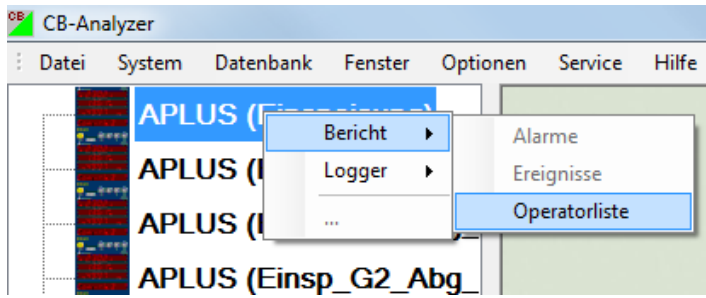 CB CB-Analyzer
Datei System Datenbank Fenster Optionen Service Hilfe
APLUS (
Bericht
Alarme
APLUS (
Logger
Ereignisse
APLUS (
...
Operatorliste
APLUS (Einsp_G2_Abg_